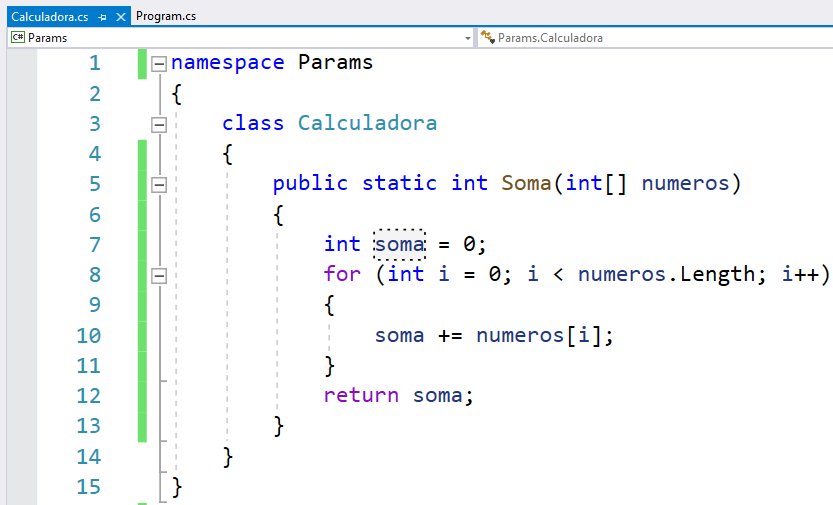 Calculadora.cs Program.cs
C# Params Params.Calculadora
1 namespace Params
2 {
3 class Calculadora
4 {
5 public static int Soma(int[] numeros)
6 {
7 int soma = 0;
8 for (int i = 0; i < numeros.Length; i++)
9 {
10 soma += numeros[i];
11 }
12 return soma;
13 }
14 }
15 }